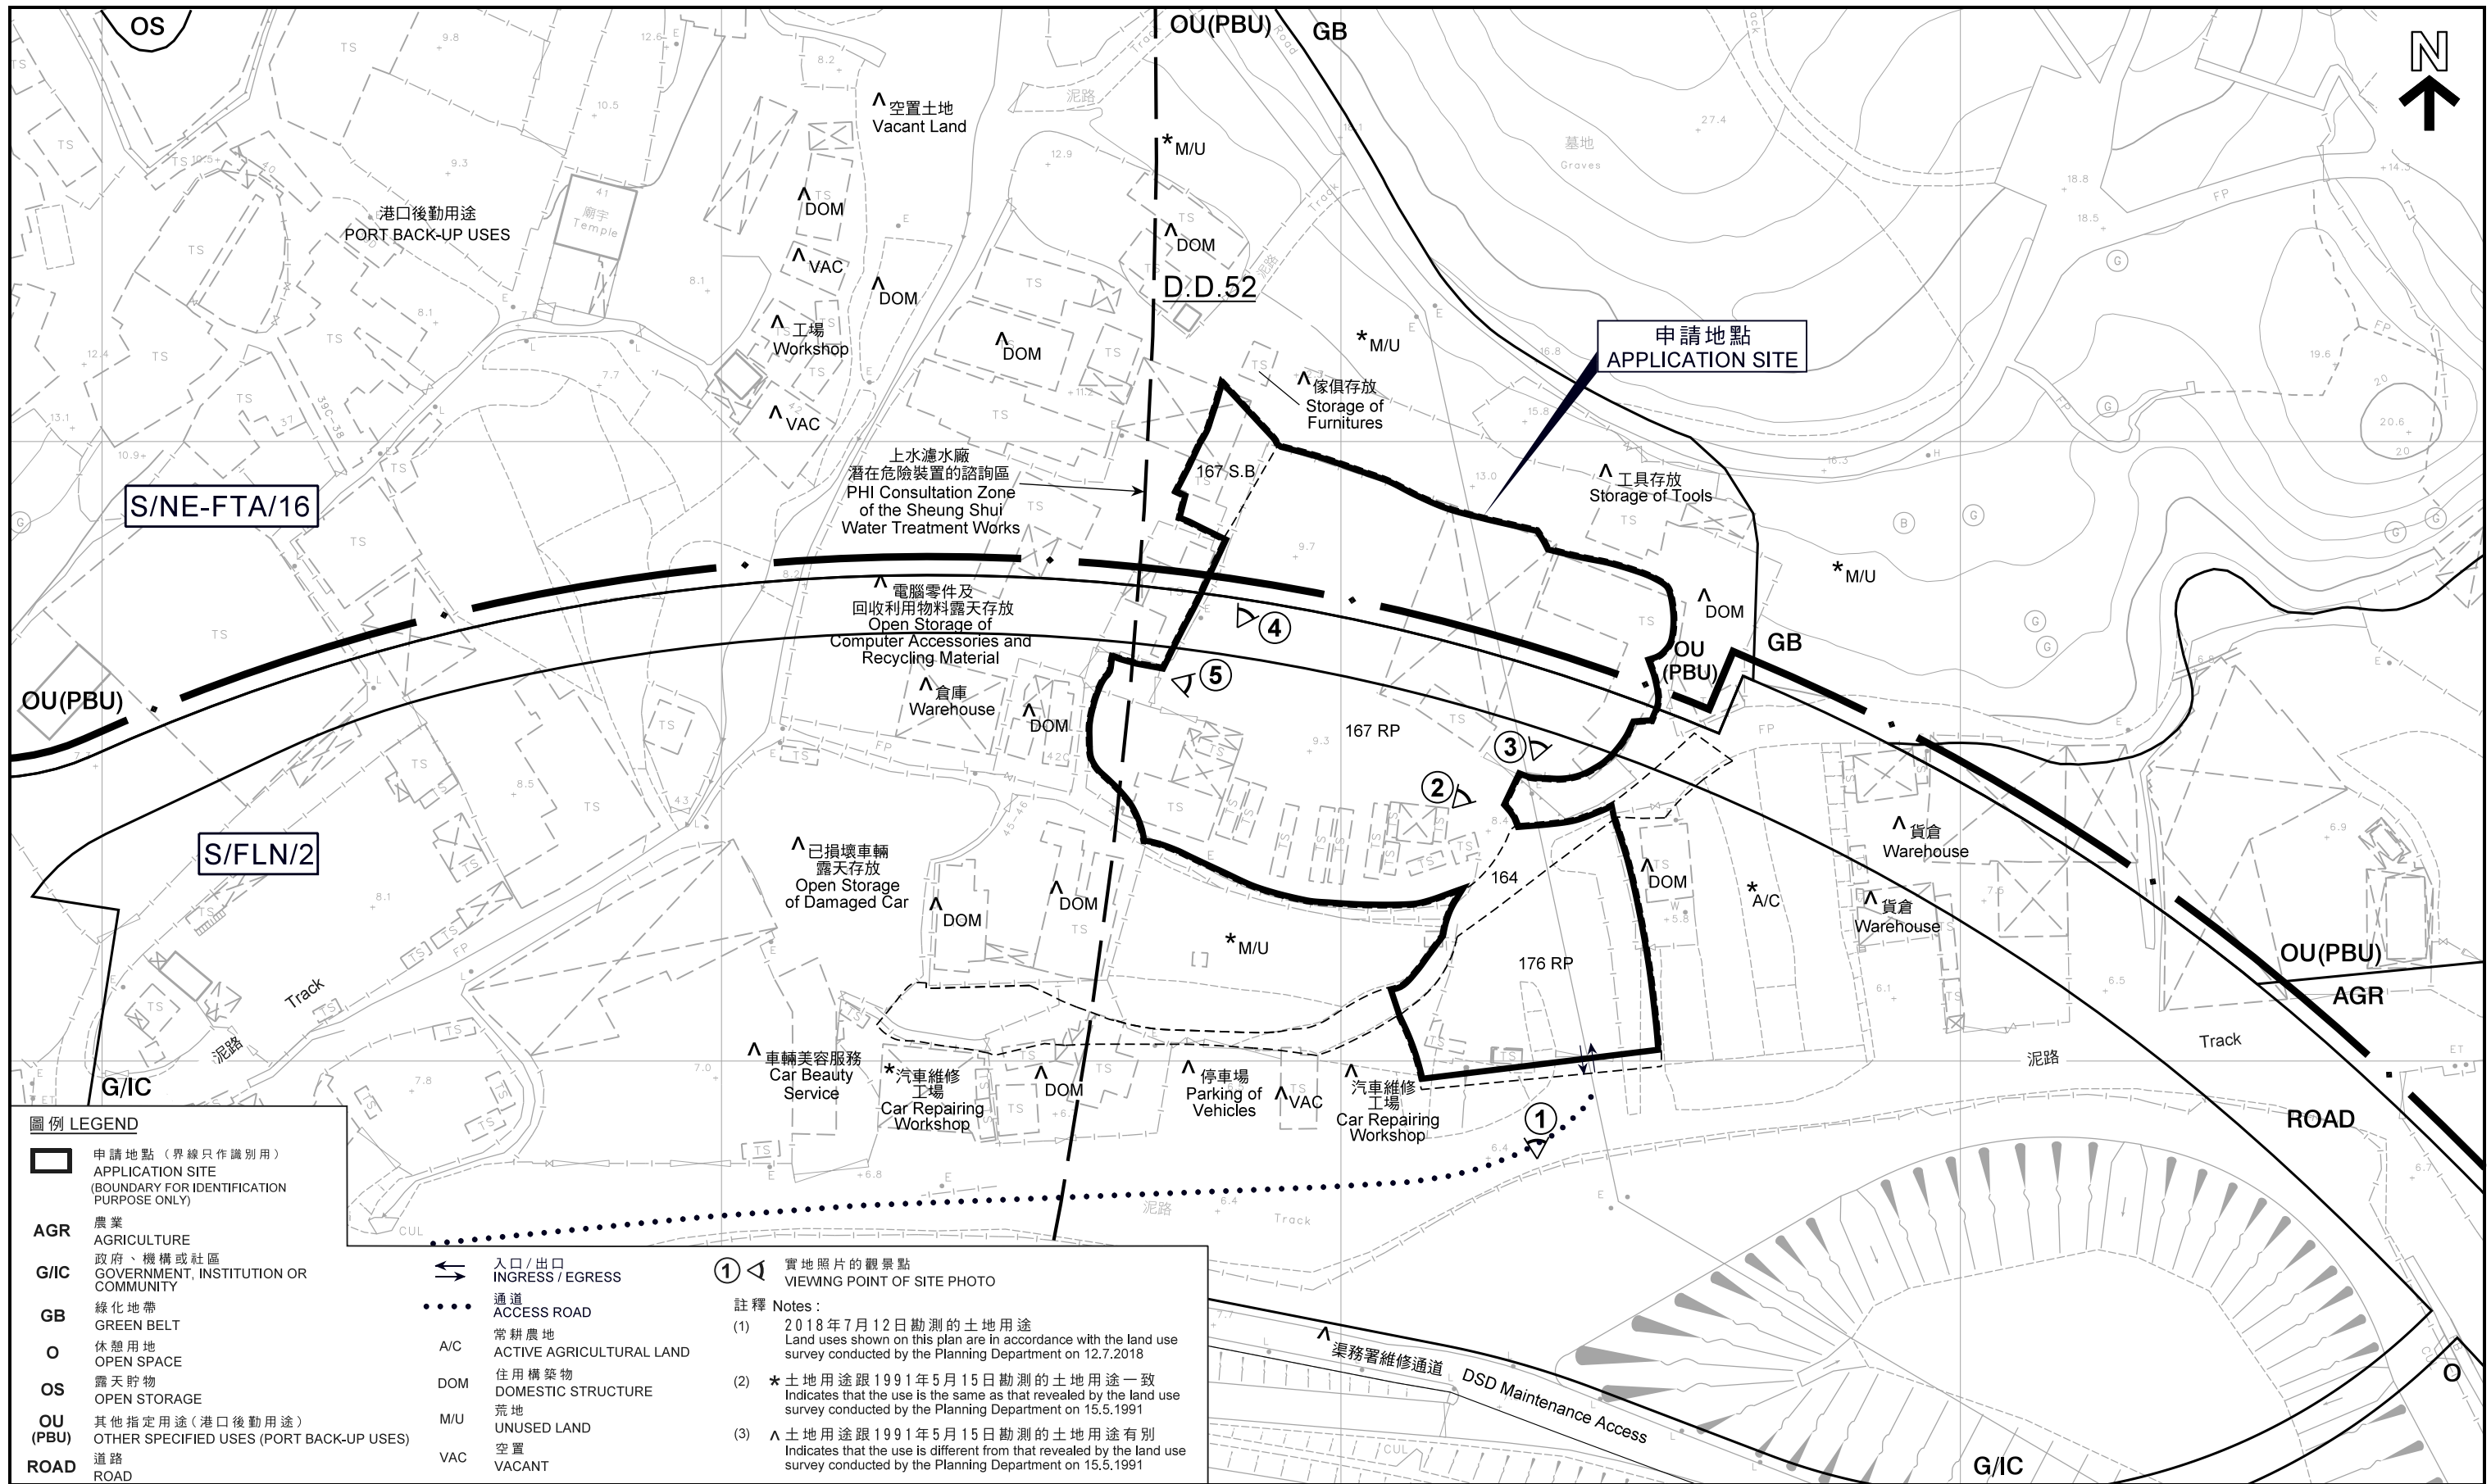 OS
OU(PBU)
GB
N
空置土地
Vacant Land
*M/U
泥路
Track
Road
墓地
Graves
港口後勤用途
PORT BACK-UP USES
廟宇
Temple
41
^DOM
^VAC
^DOM
^DOM
D.D.52
工場
Workshop
^VAC
^DOM
*M/U
申請地點
APPLICATION SITE
傢俱存放
Storage of
Furnitures
上水濾水廠
潛在危險裝置的諮詢區
PHI Consultation Zone
of the Sheung Shui
Water Treatment Works
167 S.B
工具存放
Storage of Tools
S/NE-FTA/16
電腦零件及
回收利用物料露天存放
Open Storage of
Computer Accessories and
Recycling Material
④
⑤
^DOM
*M/U
OU
(PBU)
GB
OU(PBU)
倉庫
Warehouse
^DOM
167 RP
③
②
S/FLN/2
已損壞車輛
露天存放
Open Storage
of Damaged Car
^DOM
^DOM
*M/U
164
^DOM
*A/C
貨倉
Warehouse
貨倉
Warehouse
176 RP
OU(PBU)
AGR
Track
泥路
Track
泥路
G/IC
車輛美容服務
Car Beauty
Service
*汽車維修
工場
Car Repairing
Workshop
^DOM
停車場
Parking of
Vehicles
^VAC
汽車維修
工場
Car Repairing
Workshop
①
ROAD
泥路
Track
渠務署維修通道 DSD Maintenance Access
O
G/IC
圖例 LEGEND
申請地點（界線只作識別用）
APPLICATION SITE
(BOUNDARY FOR IDENTIFICATION
PURPOSE ONLY)
AGR
農業
AGRICULTURE
G/IC
政府、機構或社區
GOVERNMENT, INSTITUTION OR
COMMUNITY
GB
綠化地帶
GREEN BELT
O
休憩用地
OPEN SPACE
OS
露天貯物
OPEN STORAGE
OU
(PBU)
其他指定用途(港口後勤用途)
OTHER SPECIFIED USES (PORT BACK-UP USES)
ROAD
道路
ROAD
入口/出口
INGRESS / EGRESS
通道
ACCESS ROAD
A/C
常耕農地
ACTIVE AGRICULTURAL LAND
DOM
住用構築物
DOMESTIC STRUCTURE
M/U
荒地
UNUSED LAND
VAC
空置
VACANT
①
實地照片的觀景點
VIEWING POINT OF SITE PHOTO
註釋 Notes :
(1) 2018年7月12日勘測的土地用途
Land uses shown on this plan are in accordance with the land use
survey conducted by the Planning Department on 12.7.2018
(2) * 土地用途跟1991年5月15日勘測的土地用途一致
Indicates that the use is the same as that revealed by the land use
survey conducted by the Planning Department on 15.5.1991
(3) ^ 土地用途跟1991年5月15日勘測的土地用途有別
Indicates that the use is different from that revealed by the land use
survey conducted by the Planning Department on 15.5.1991